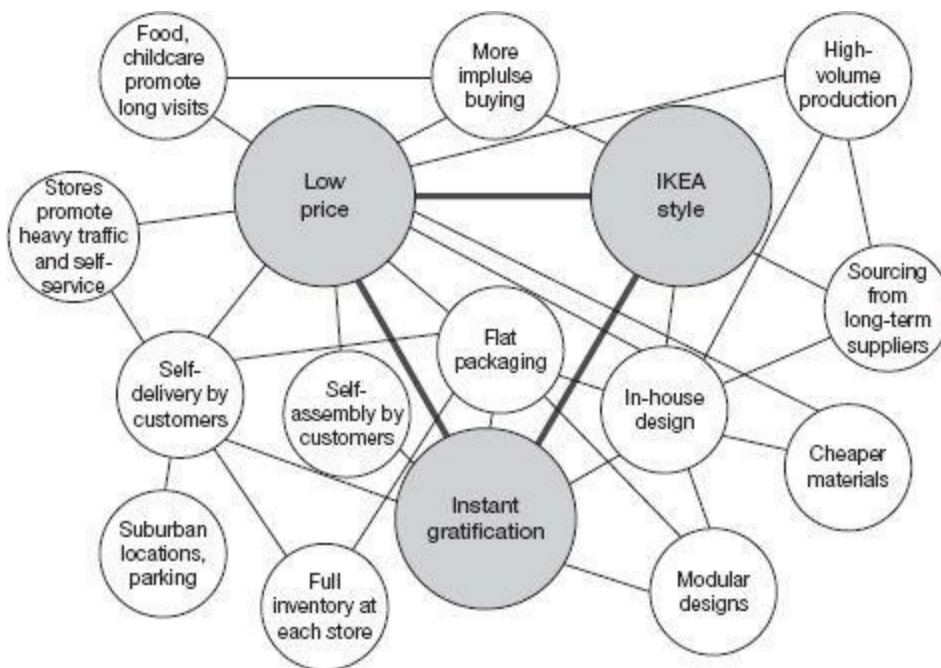 Food,
childcare
promote
long visits
More
implulse
buying
High-
volume
production
Low
price
IKEA
style
Stores
promote
heavy traffic
and self-
service
Sourcing
from
long-term
suppliers
Flat
packaging
Self-
delivery by
customers
Self-
assembly by
customers
In-house
design
Cheaper
materials
Instant
gratification
Suburban
locations,
parking
Full
inventory at
each store
Modular
designs